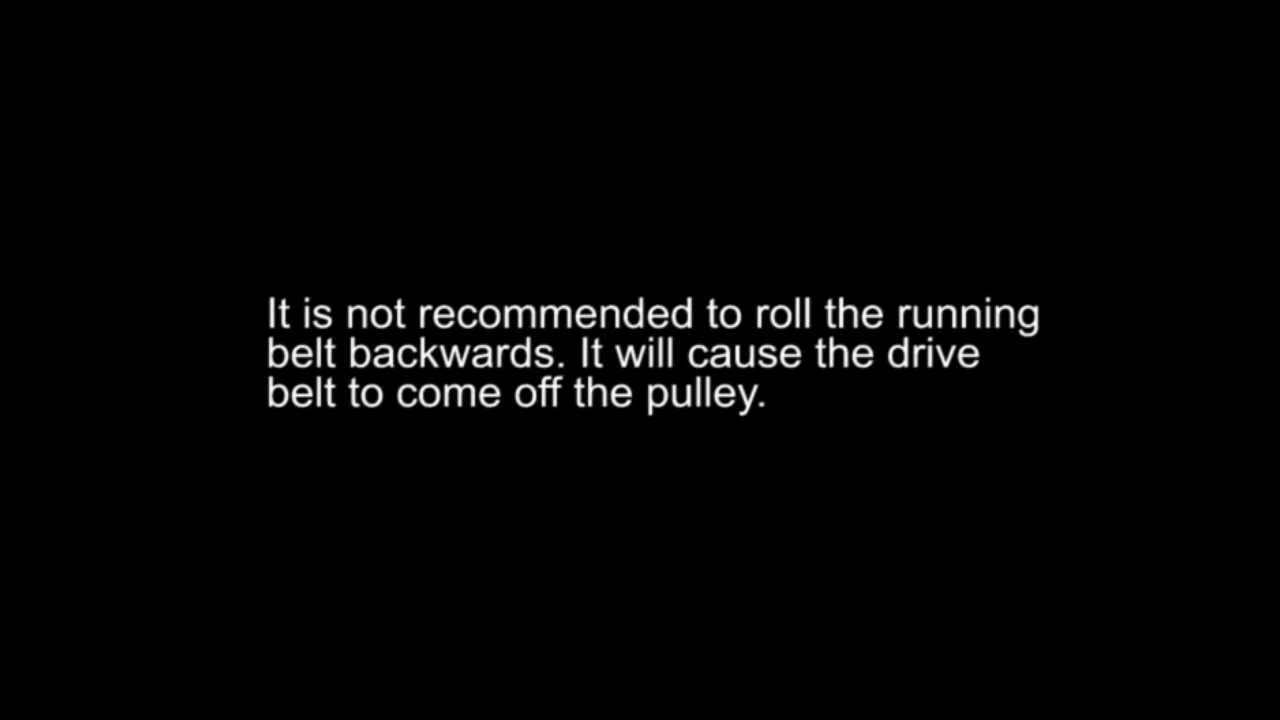 It is not recommended to roll the running
belt backwards. It will cause the drive
belt to come off the pulley.